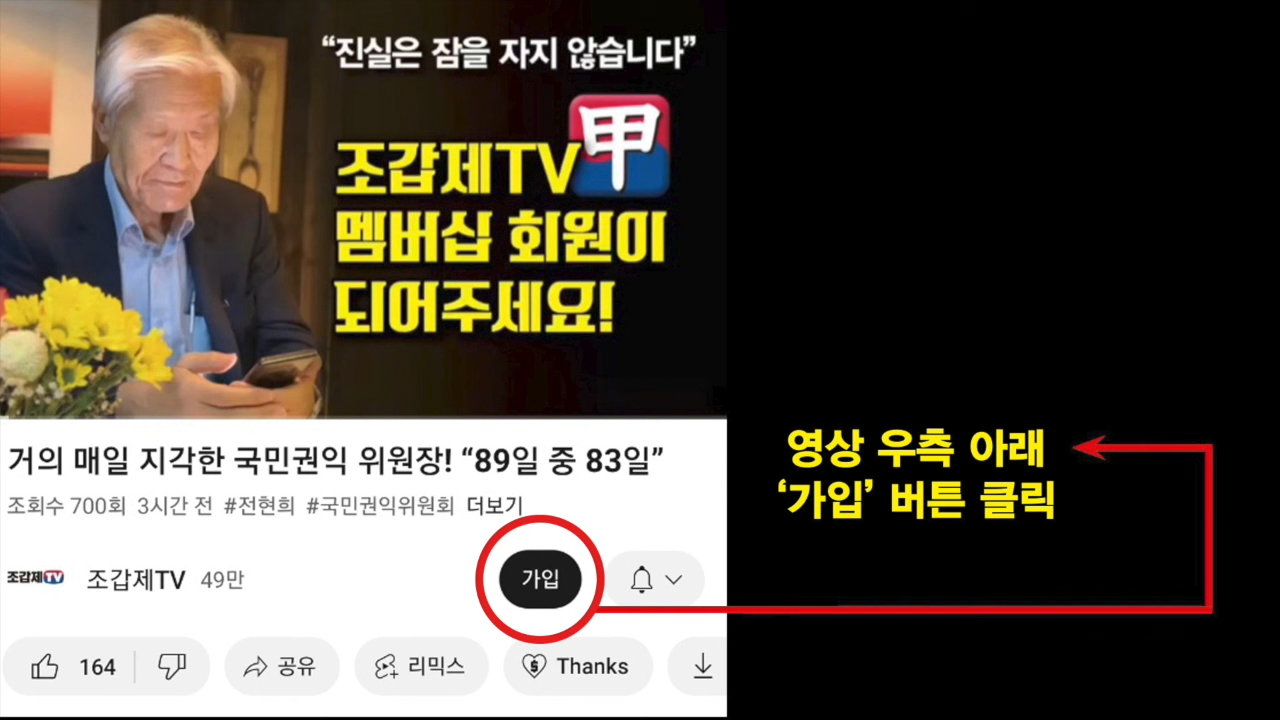 “진실은 잠을 자지 않습니다”
조갑제TV 甲
멤버십 회원이
되어주세요!
거의 매일 지각한 국민권익 위원장! “89일 중 83일”
조회수 700회 3시간 전 #전현희 #국민권익위원회 더보기
조갑제TV 조갑제TV 49만 가입
164 공유 리믹스 Thanks
영상 우측 아래
‘가입’ 버튼 클릭